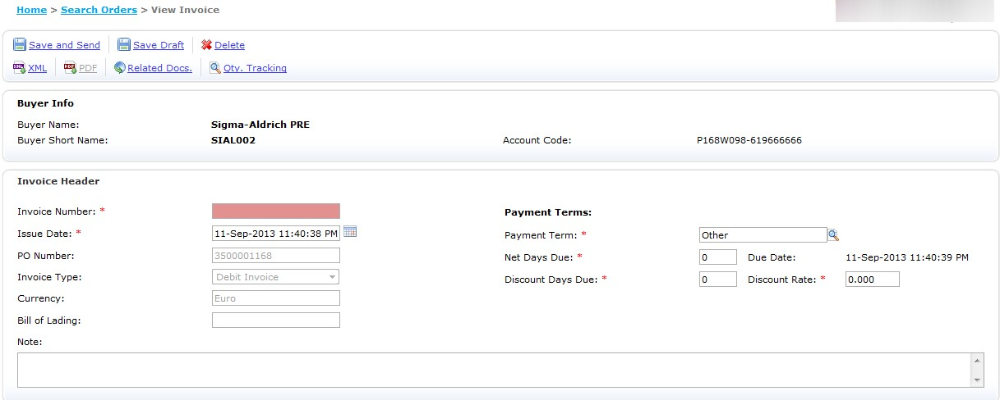 Home > Search Orders > View Invoice
Save and Send Save Draft Delete
XML PDF Related Docs. Qty. Tracking
Buyer Info
Buyer Name: Sigma-Aldrich PRE
Buyer Short Name: SIAL002 Account Code: P168W098-619666666
Invoice Header
Invoice Number: * Payment Terms:
Issue Date: * 11-Sep-2013 11:40:38 PM Payment Term: * Other
PO Number: 3500001168 Net Days Due: * 0 Due Date: 11-Sep-2013 11:40:39 PM
Invoice Type: Debit Invoice Discount Days Due: * 0 Discount Rate: * 0.000
Currency: Euro
Bill of Lading:
Note: